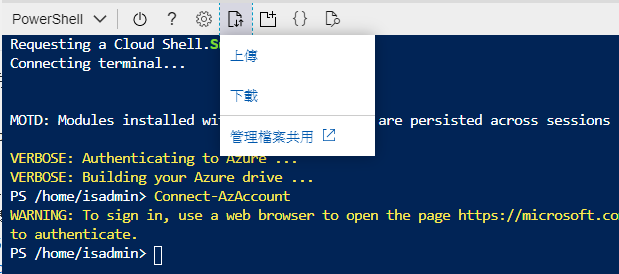 PowerShell
Requesting a Cloud Shell.S
Connecting terminal...
上傳
下載
管理檔案共用
MOTD: Modules installed wit are persisted across sessions
VERBOSE: Authenticating to Azure ...
VERBOSE: Building your Azure drive ...
PS /home/isadmin> Connect-AzAccount
WARNING: To sign in, use a web browser to open the page https://microsoft.co
to authenticate.
PS /home/isadmin>